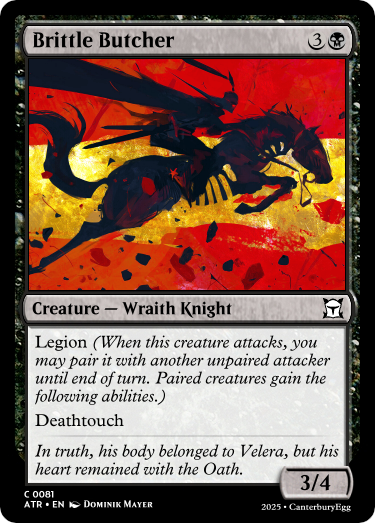 Brittle Butcher 3
Creature — Wraith Knight
Legion (When this creature attacks, you
may pair it with another unpaired attacker
until end of turn. Paired creatures gain the
following abilities.)
Deathtouch
In truth, his body belonged to Velera, but his
heart remained with the Oath.
3/4
C 0081
ATR • EN Dominik Mayer
2025 • CanterburyEgg